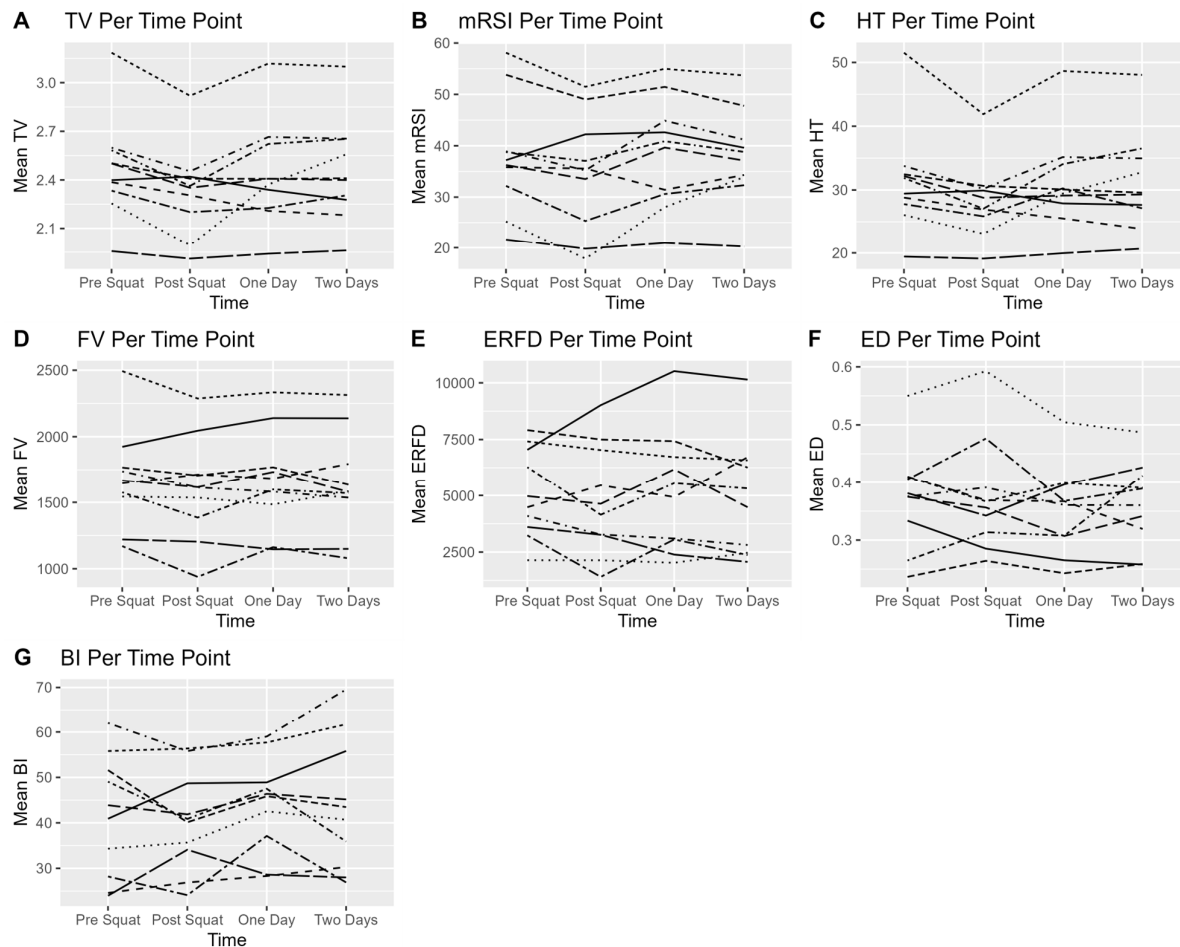 A TV Per Time Point
Mean TV
3.0
2.7
2.4
2.1
Pre Squat Post Squat One Day Two Days
Time
B mRSI Per Time Point
Mean mRSI
60
50
40
30
20
Pre Squat Post Squat One Day Two Days
Time
C HT Per Time Point
Mean HT
50
40
30
20
Pre Squat Post Squat One Day Two Days
Time
D FV Per Time Point
Mean FV
2500
2000
1500
1000
Pre Squat Post Squat One Day Two Days
Time
E ERFD Per Time Point
Mean ERFD
10000
7500
5000
2500
Pre Squat Post Squat One Day Two Days
Time
F ED Per Time Point
Mean ED
0.6
0.5
0.4
0.3
Pre Squat Post Squat One Day Two Days
Time
G BI Per Time Point
Mean BI
70
60
50
40
30
Pre Squat Post Squat One Day Two Days
Time